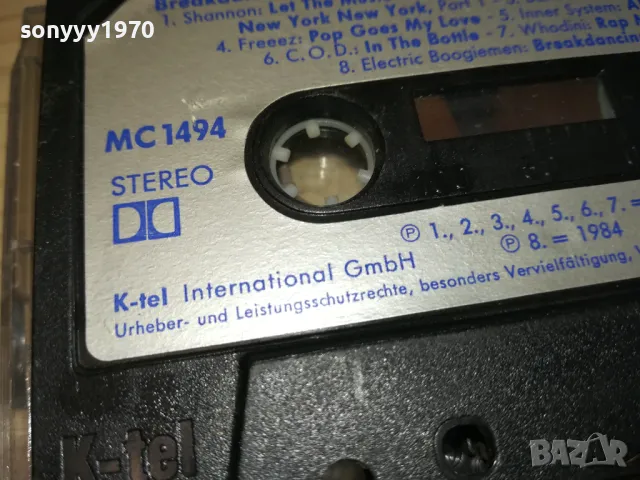 sonyyy1970
Breakdan
1. Shannon: Let The Mus
New York New York, Part
4. Freeez: Pop Goes My Love - 5. Inner System:
6. C.O.D.: In The Bottle - 7. Whodini: Rap
8. Electric Boogiemen: Breakdancin
MC 1494
STEREO
℗ 1., 2., 3., 4., 5., 6., 7. =
℗ 8. = 1984
K-tel International GmbH
Urheber- und Leistungsschutzrechte, besonders Vervielfältigung, V
K-tel
BAZAR